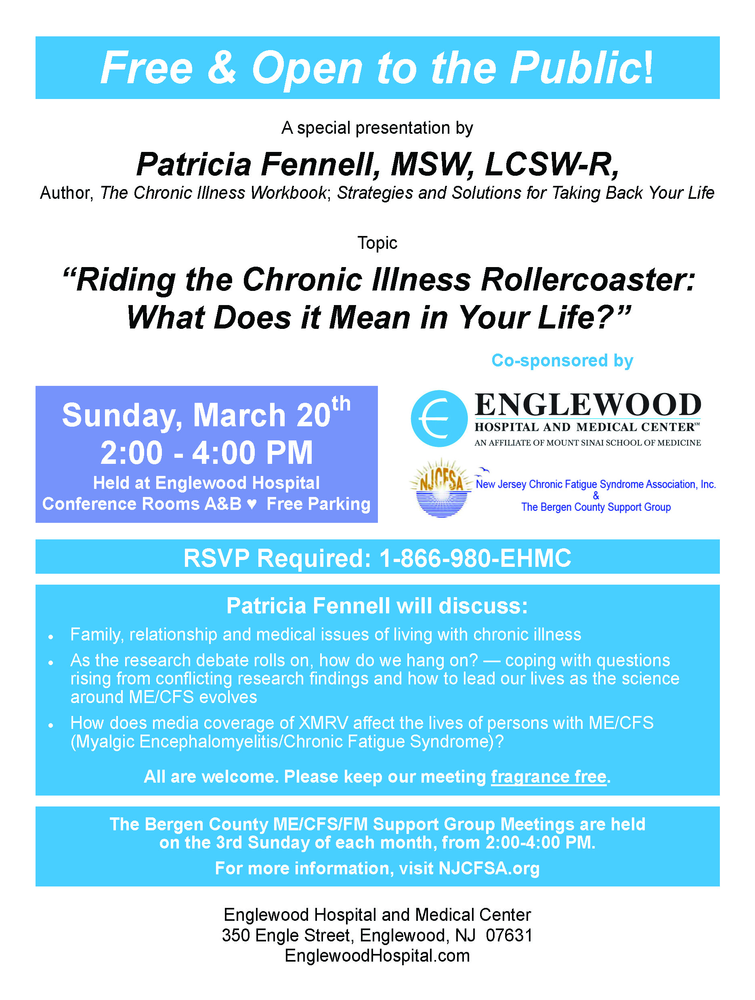 Free & Open to the Public!
A special presentation by
Patricia Fennell, MSW, LCSW-R,
Author, The Chronic Illness Workbook; Strategies and Solutions for Taking Back Your Life
Topic
“Riding the Chronic Illness Rollercoaster:
What Does it Mean in Your Life?”
Co-sponsored by
Sunday, March 20th
2:00 - 4:00 PM
Held at Englewood Hospital
Conference Rooms A&B ♥ Free Parking
ENGLEWOOD
HOSPITAL AND MEDICAL CENTER℠
AN AFFILIATE OF MOUNT SINAI SCHOOL OF MEDICINE
NJCFSA
New Jersey Chronic Fatigue Syndrome Association, Inc.
&
The Bergen County Support Group
RSVP Required: 1-866-980-EHMC
Patricia Fennell will discuss:
• Family, relationship and medical issues of living with chronic illness
• As the research debate rolls on, how do we hang on? — coping with questions
rising from conflicting research findings and how to lead our lives as the science
around ME/CFS evolves
• How does media coverage of XMRV affect the lives of persons with ME/CFS
(Myalgic Encephalomyelitis/Chronic Fatigue Syndrome)?
All are welcome. Please keep our meeting fragrance free.
The Bergen County ME/CFS/FM Support Group Meetings are held
on the 3rd Sunday of each month, from 2:00-4:00 PM.
For more information, visit NJCFSA.org
Englewood Hospital and Medical Center
350 Engle Street, Englewood, NJ 07631
EnglewoodHospital.com